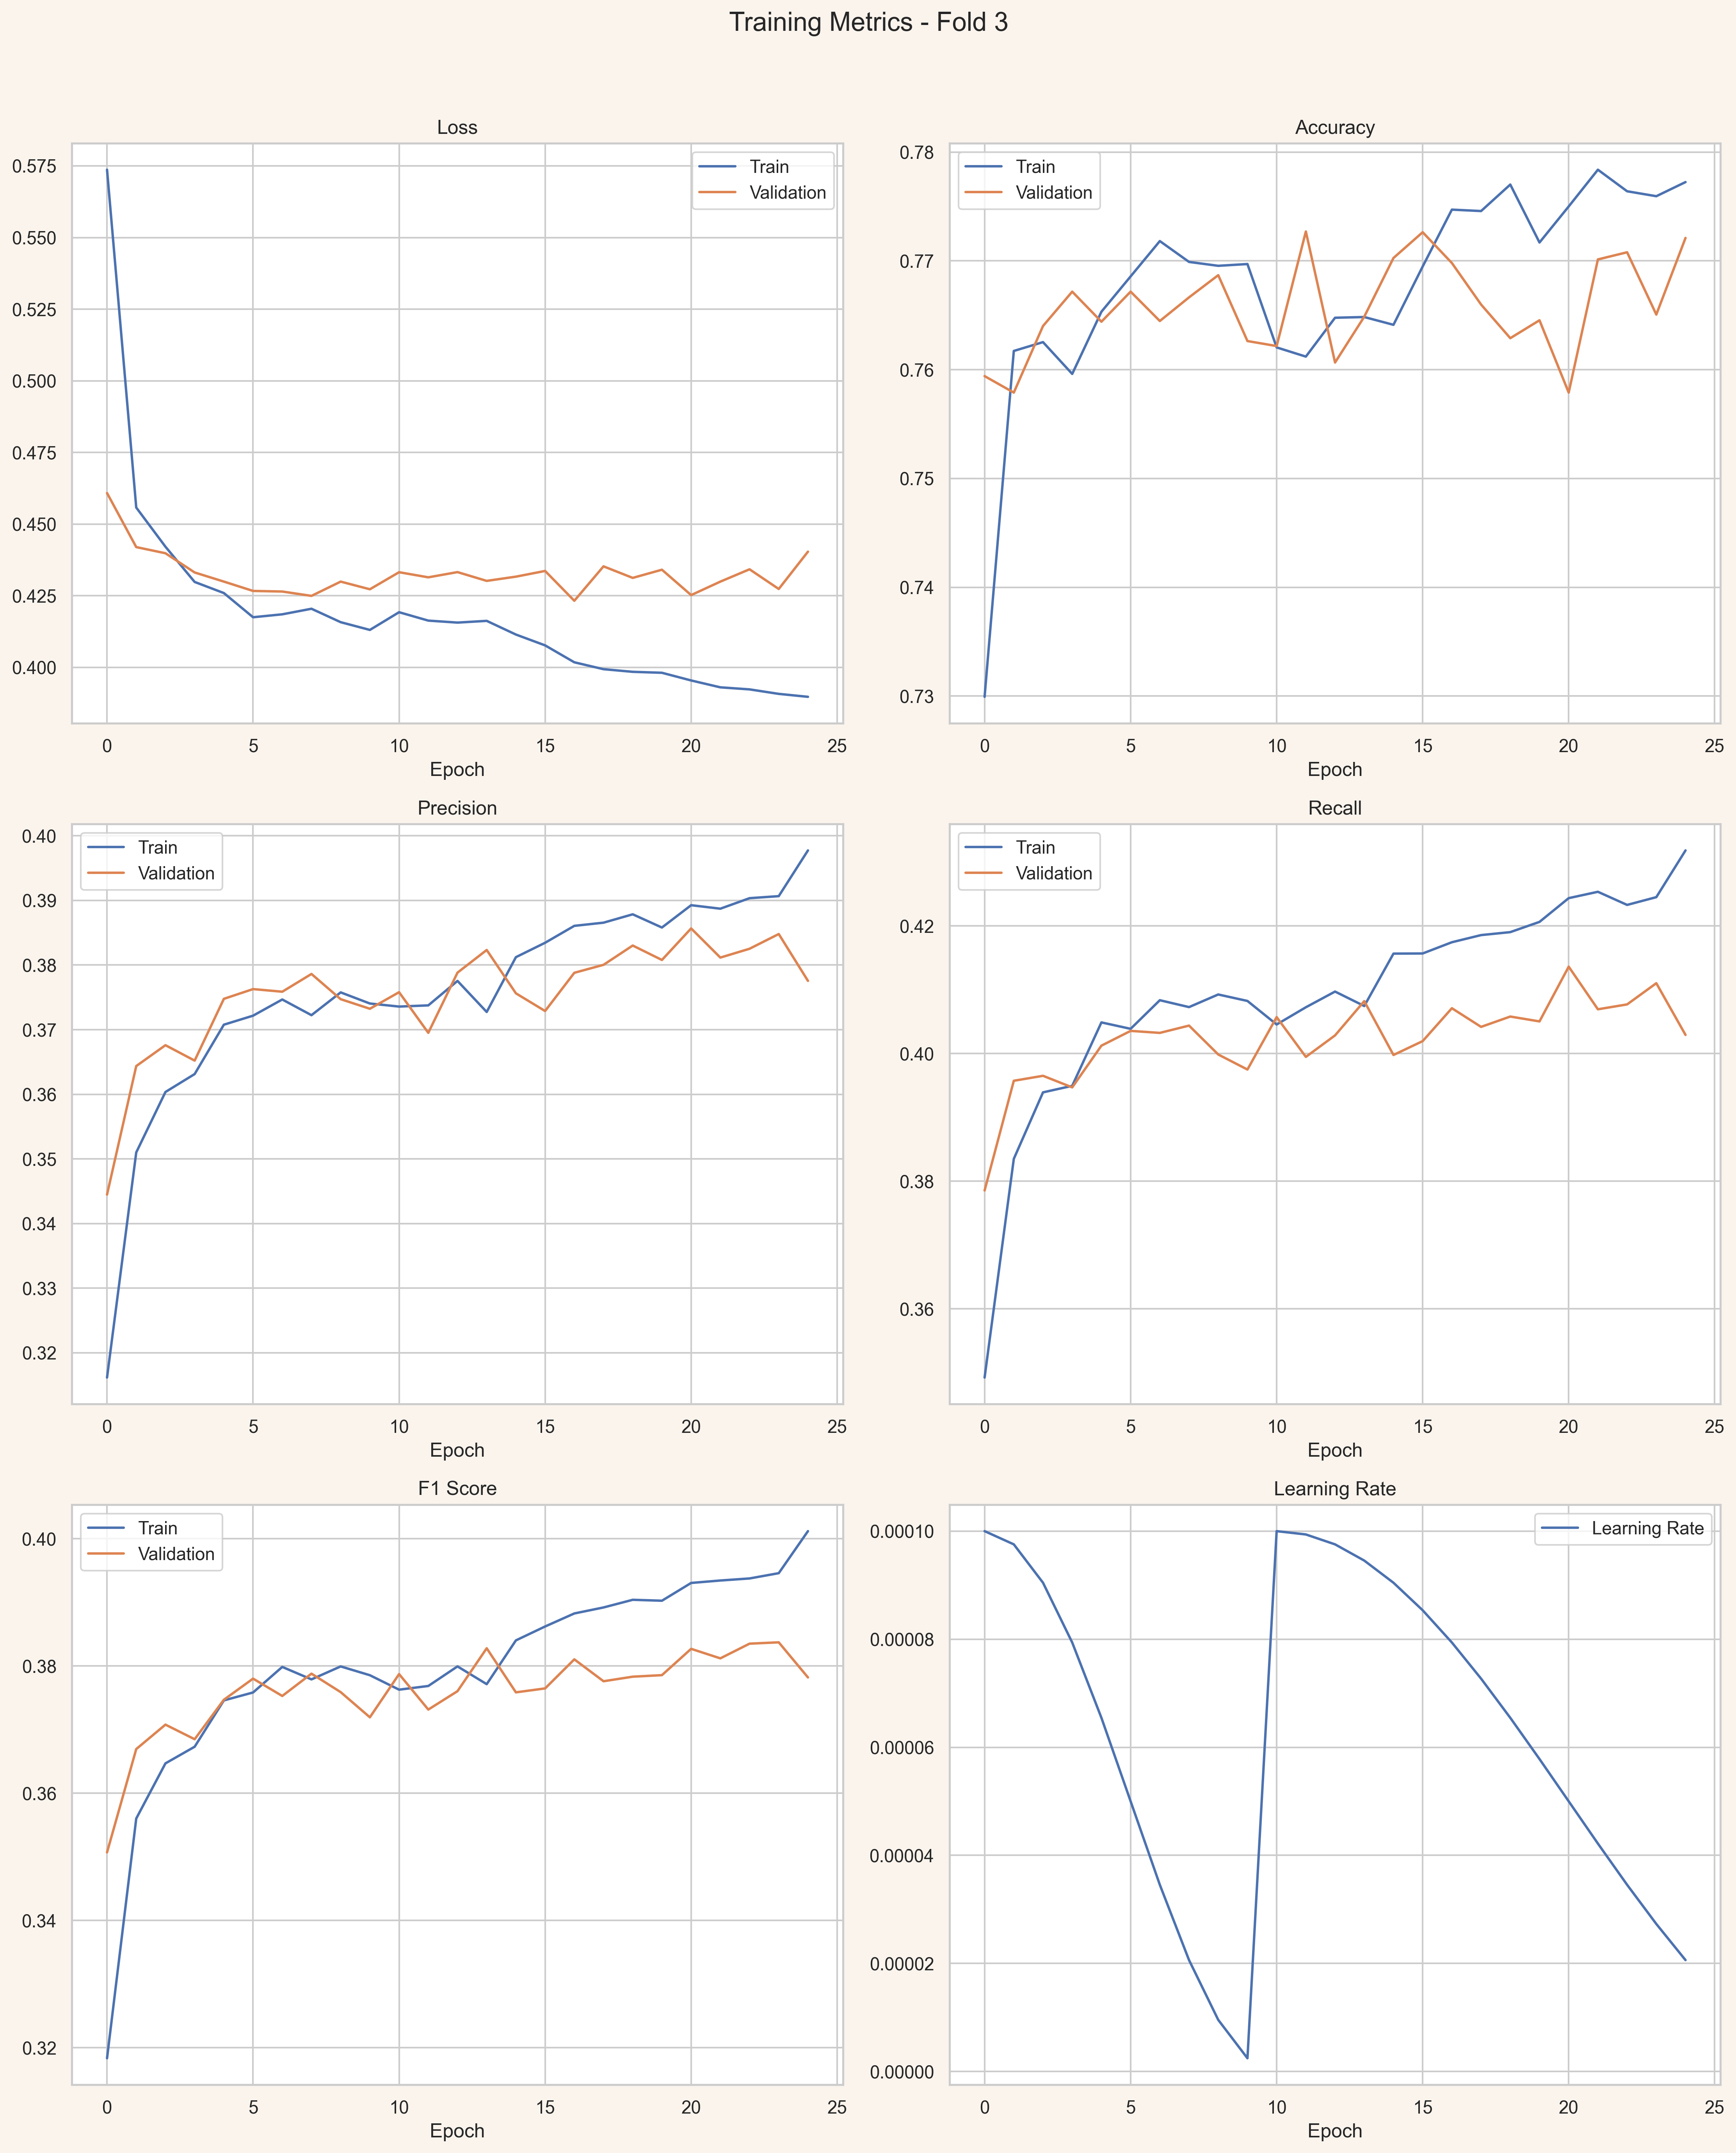 Training Metrics - Fold 3
Loss
0.575
0.550
0.525
0.500
0.475
0.450
0.425
0.400
Train
Validation
0 5 10 15 20 25
Epoch
Accuracy
0.78
0.77
0.76
0.75
0.74
0.73
Train
Validation
0 5 10 15 20 25
Epoch
Precision
0.40
0.39
0.38
0.37
0.36
0.35
0.34
0.33
0.32
Train
Validation
0 5 10 15 20 25
Epoch
Recall
0.42
0.40
0.38
0.36
Train
Validation
0 5 10 15 20 25
Epoch
F1 Score
0.40
0.38
0.36
0.34
0.32
Train
Validation
0 5 10 15 20 25
Epoch
Learning Rate
0.00010
0.00008
0.00006
0.00004
0.00002
0.00000
Learning Rate
0 5 10 15 20 25
Epoch